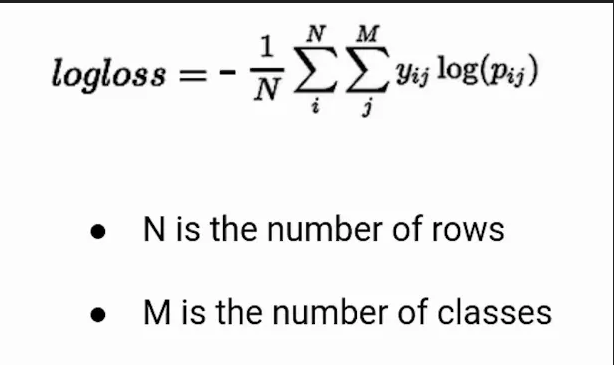 logloss = - 1/N ∑_i^N ∑_j^M y_ij log(p_ij)
● N is the number of rows
● M is the number of classes